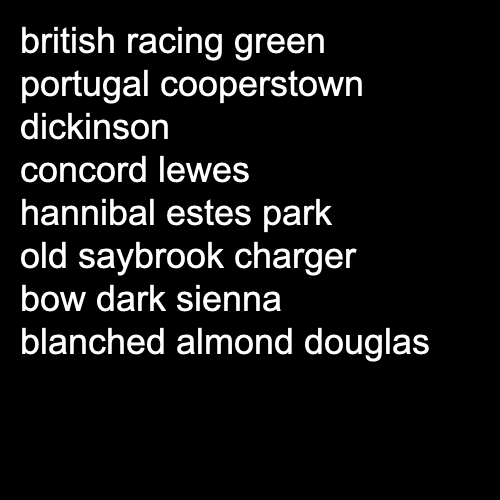 british racing green
portugal cooperstown
dickinson
concord lewes
hannibal estes park
old saybrook charger
bow dark sienna
blanched almond douglas